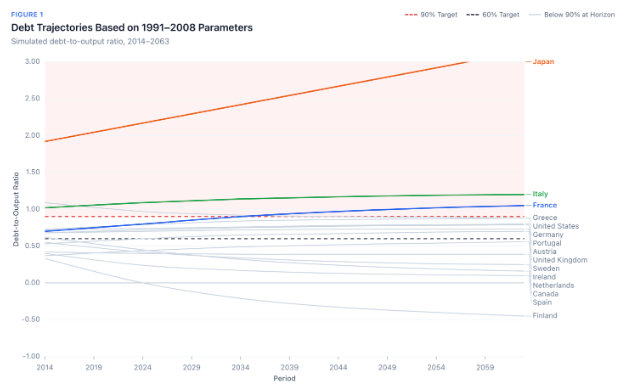 FIGURE 1
90% Target
60% Target
Below 90% at Horizon
Debt Trajectories Based on 1991–2008 Parameters
Simulated debt-to-output ratio, 2014–2063
3.00
2.50
2.00
1.50
1.00
0.50
0.00
-0.50
-1.00
Debt-to-Output Ratio
2014
2019
2024
2029
2034
2039
2044
2049
2054
2059
Period
Japan
Italy
France
Greece
United States
Germany
Portugal
Austria
United Kingdom
Sweden
Ireland
Netherlands
Canada
Spain
Finland